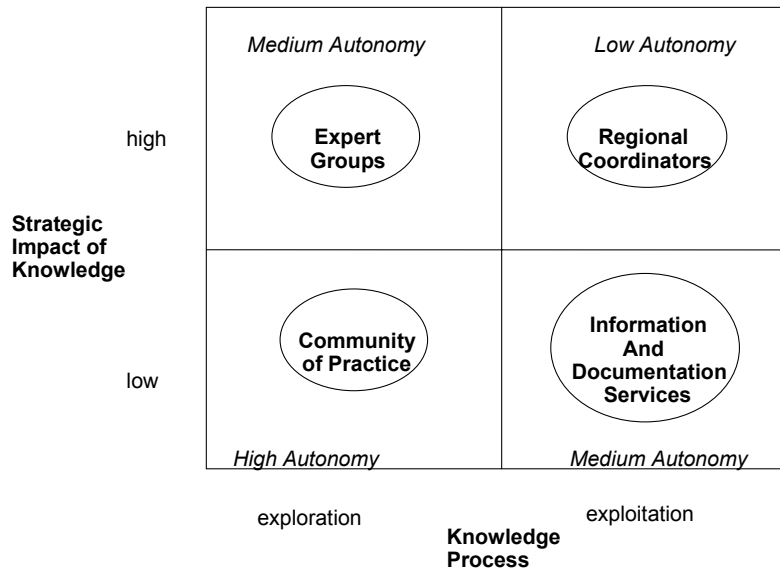 Medium Autonomy
Low Autonomy
high
Expert
Groups
Regional
Coordinators
Strategic
Impact of
Knowledge
Community
of Practice
Information
And
Documentation
Services
low
High Autonomy
Medium Autonomy
exploration
exploitation
Knowledge
Process